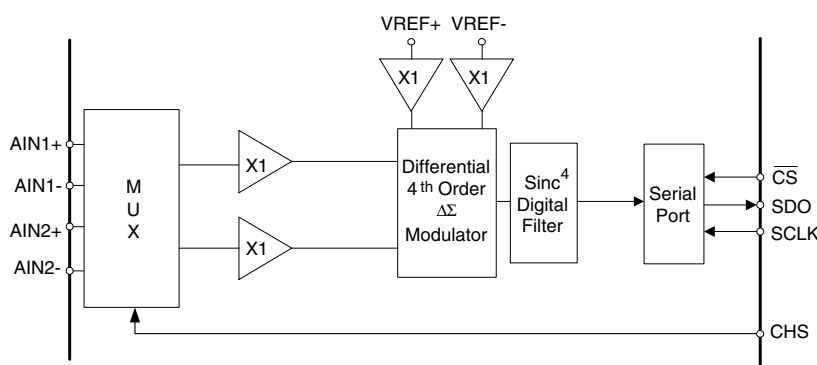 VREF+ VREF-
X1 X1
AIN1+
AIN1-
AIN2+
AIN2-
M
U
X
X1
X1
Differential
4th Order
ΔΣ
Modulator
Sinc4
Digital
Filter
Serial
Port
CS
SDO
SCLK
CHS